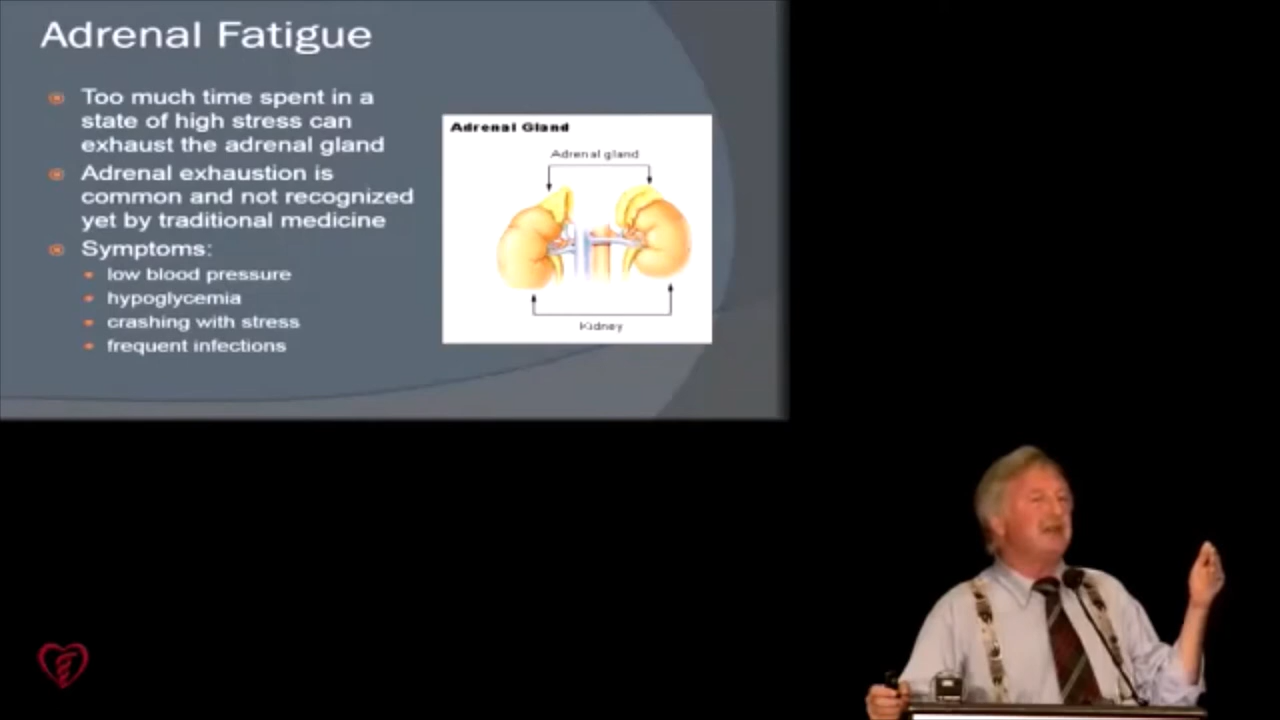 Adrenal Fatigue
Too much time spent in a
state of high stress can
exhaust the adrenal gland
Adrenal exhaustion is
common and not recognized
yet by traditional medicine
Symptoms:
low blood pressure
hypoglycemia
crashing with stress
frequent infections
Adrenal Gland
Adrenal gland
Kidney